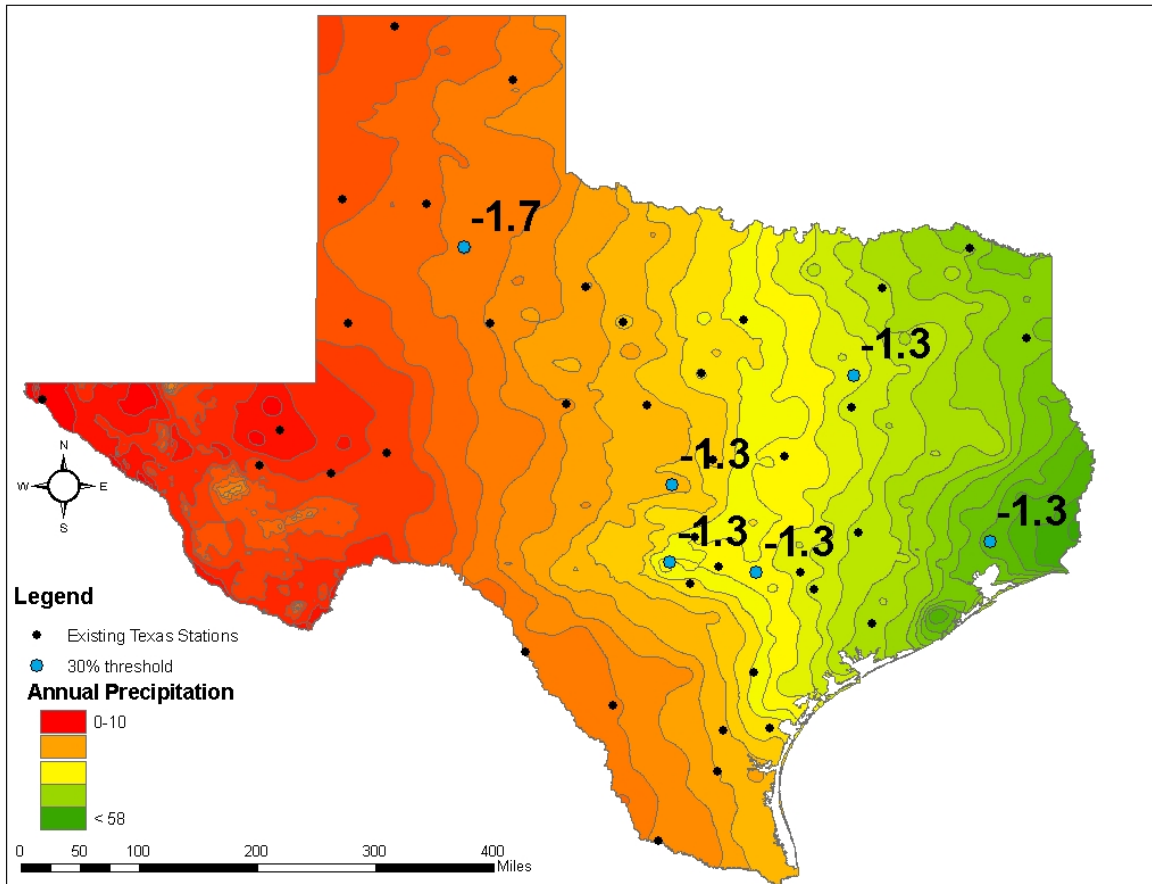 -1.7
-1.3
-1.3
-1.3
-1.3
-1.3
N
W E
S
Legend
Existing Texas Stations
30% threshold
Annual Precipitation
0-10
< 58
0 100 200 300 400
Miles